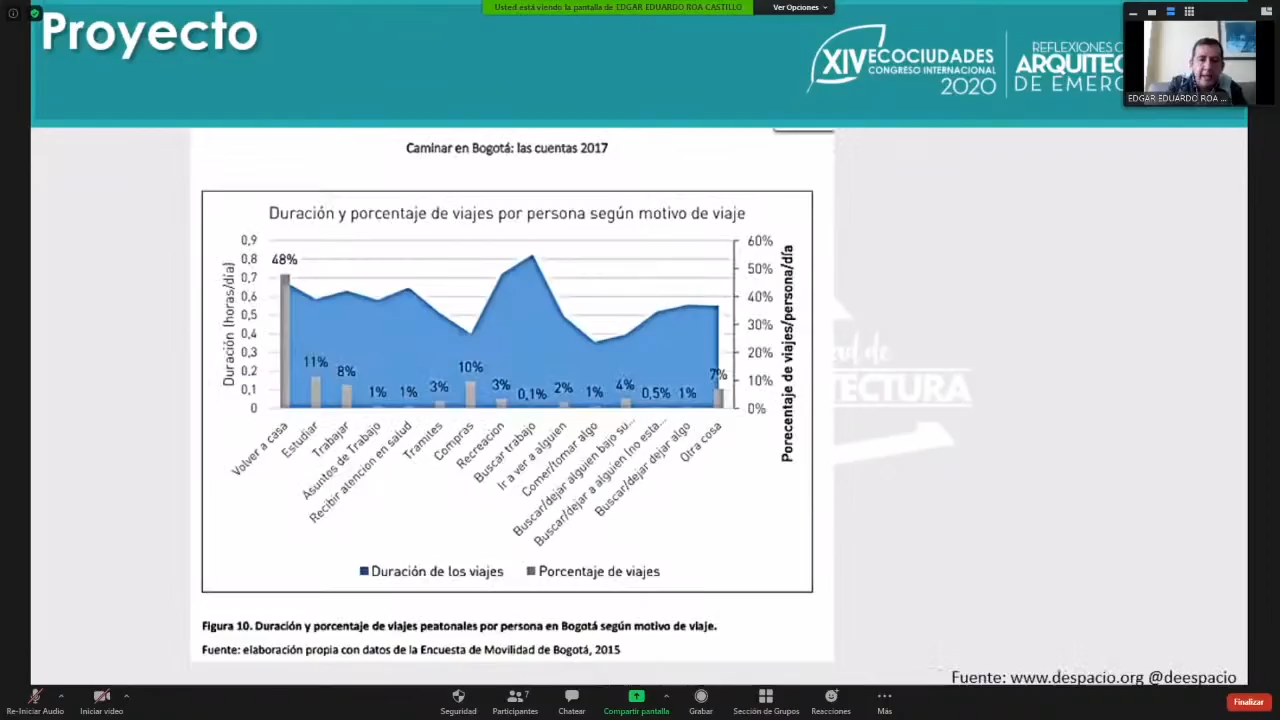 Usted está viendo la pantalla de EDGAR EDUARDO ROA CASTILLO
Ver Opciones
Proyecto
XIV ECOCIUDADES
CONGRESO INTERNACIONAL
2020
REFLEXIONES
ARQUITEC
DE EMERG
EDGAR EDUARDO ROA ...
Caminar en Bogotá: las cuentas 2017
Duración y porcentaje de viajes por persona según motivo de viaje
Duración (horas/día)
0,9
0,8
0,7
0,6
0,5
0,4
0,3
0,2
0,1
0
48%
11%
8%
1%
1%
3%
10%
3%
0,1%
2%
1%
4%
0,5%
1%
7%
60%
50%
40%
30%
20%
10%
0%
Porecentaje de viajes/persona/día
Volver a casa
Estudiar
Trabajar
Asuntos de Trabajo
Recibir atencion en salud
Tramites
Compras
Recreacion
Buscar trabajo
Ir a ver a alguien
Comer/tomar algo
Buscar/dejar alguien bajo su...
Buscar/dejar a alguien (no esta...
Buscar/dejar dejar algo
Otra cosa
Duración de los viajes
Porcentaje de viajes
Figura 10. Duración y porcentaje de viajes peatonales por persona en Bogotá según motivo de viaje.
Fuente: elaboración propia con datos de la Encuesta de Movilidad de Bogotá, 2015
Fuente: www.despacio.org @deespacio
Re-Iniciar Audio
Iniciar video
Seguridad
7
Participantes
Chatear
Compartir pantalla
Grabar
Sección de Grupos
Reacciones
Más
Finalizar